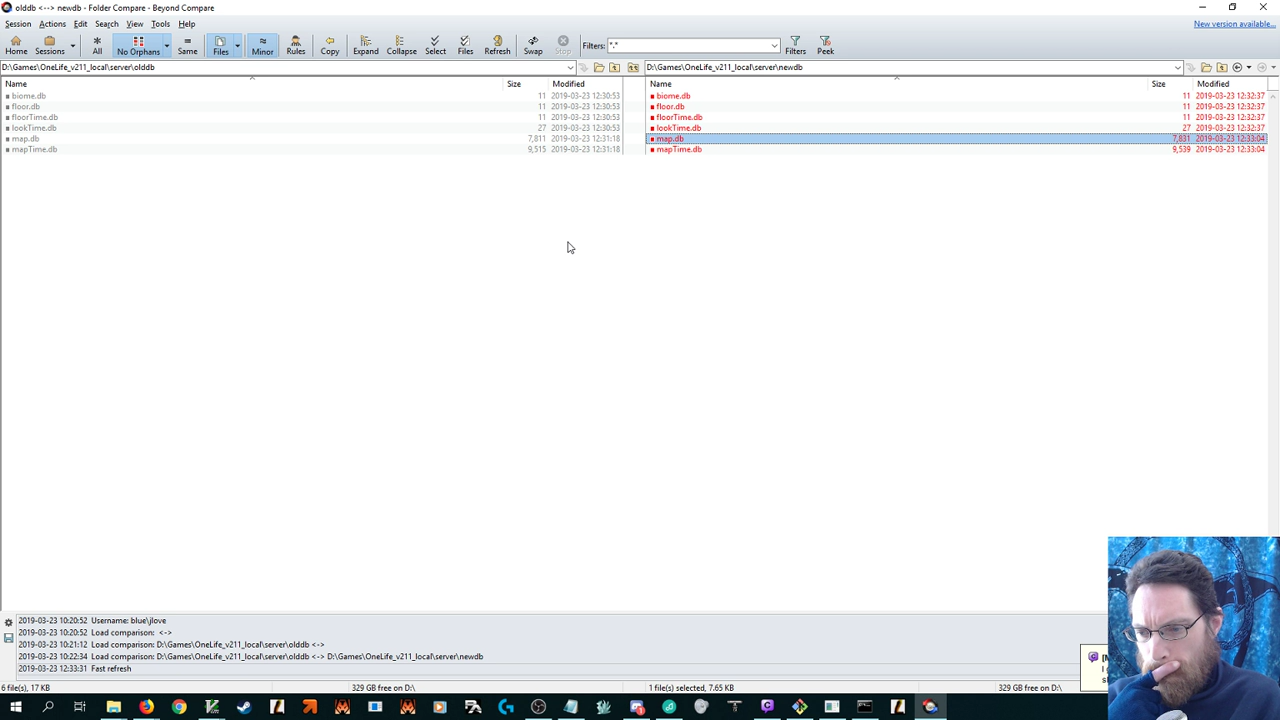 olddb <--> newdb - Folder Compare - Beyond Compare
Session Actions Edit Search View Tools Help New version available...
Home Sessions All No Orphans Same Files Minor Rules Copy Expand Collapse Select Files Refresh Swap Stop Filters: *.* Filters Peek
D:\Games\OneLife_v211_local\server\olddb D:\Games\OneLife_v211_local\server\newdb
Name Size Modified Name Size Modified
biome.db 11 2019-03-23 12:30:53 biome.db 11 2019-03-23 12:32:37
floor.db 11 2019-03-23 12:30:53 floor.db 11 2019-03-23 12:32:37
floorTime.db 11 2019-03-23 12:30:53 floorTime.db 11 2019-03-23 12:32:37
lookTime.db 27 2019-03-23 12:30:53 lookTime.db 27 2019-03-23 12:32:37
map.db 7,811 2019-03-23 12:31:18 map.db 7,831 2019-03-23 12:33:04
mapTime.db 9,515 2019-03-23 12:31:18 mapTime.db 9,539 2019-03-23 12:33:04
2019-03-23 10:20:52 Username: blue\jlove
2019-03-23 10:20:52 Load comparison: <->
2019-03-23 10:21:12 Load comparison: D:\Games\OneLife_v211_local\server\olddb <->
2019-03-23 10:22:34 Load comparison: D:\Games\OneLife_v211_local\server\olddb <-> D:\Games\OneLife_v211_local\server\newdb
2019-03-23 12:33:31 Fast refresh
6 file(s), 17 KB 329 GB free on D:\ 1 file(s) selected, 7.65 KB 329 GB free on D:\